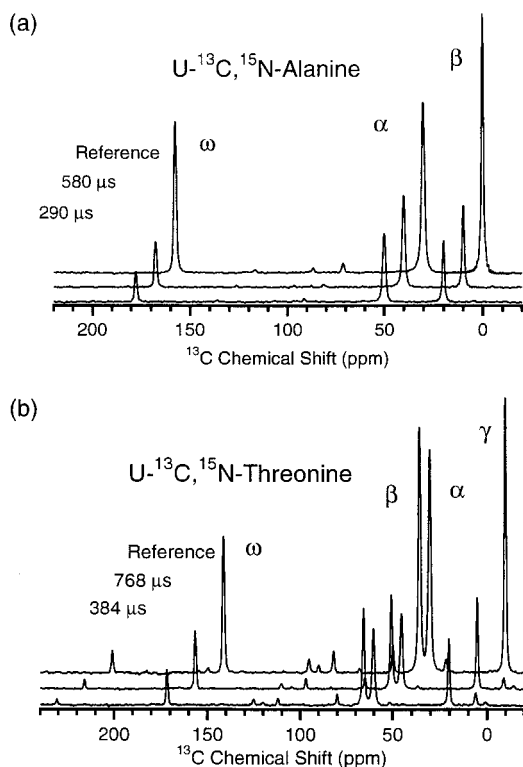 (a)
U-¹³C,¹⁵N-Alanine
β
α
ω
Reference
580 μs
290 μs
200 150 100 50 0
¹³C Chemical Shift (ppm)
(b)
γ
U-¹³C,¹⁵N-Threonine
β α
ω
Reference
768 μs
384 μs
200 150 100 50 0
¹³C Chemical Shift (ppm)